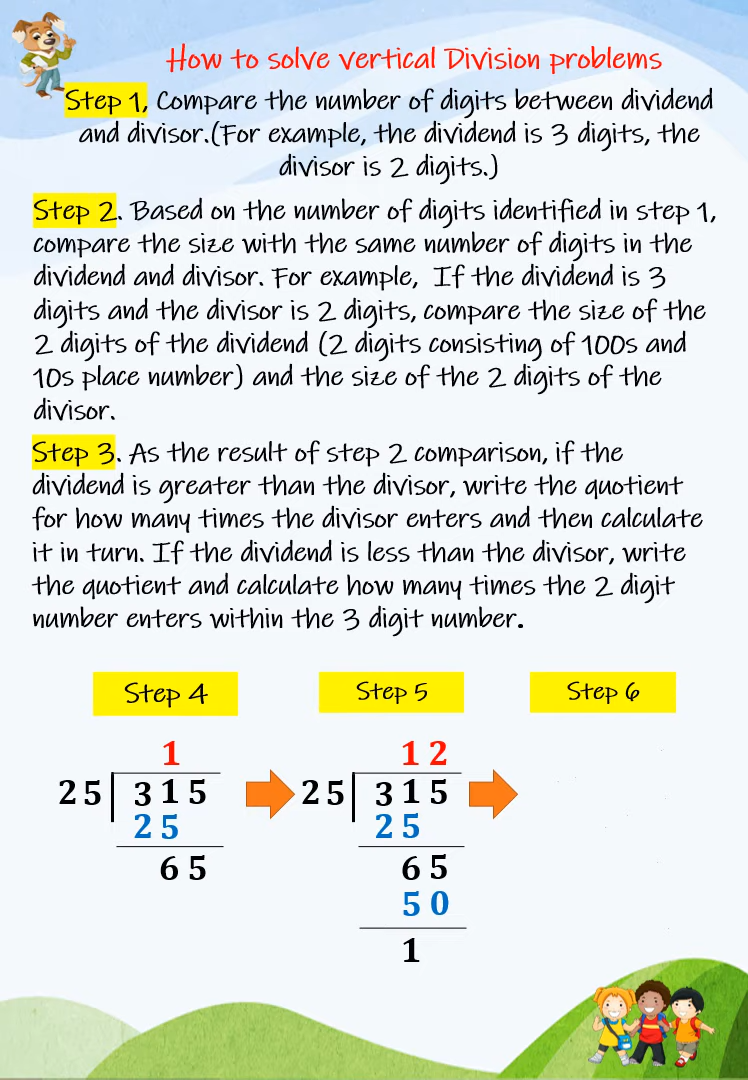 How to solve vertical Division problems
Step 1, Compare the number of digits between dividend
and divisor.(For example, the dividend is 3 digits, the
divisor is 2 digits.)
Step 2. Based on the number of digits identified in step 1,
compare the size with the same number of digits in the
dividend and divisor. For example, If the dividend is 3
digits and the divisor is 2 digits, compare the size of the
2 digits of the dividend (2 digits consisting of 100s and
10s place number) and the size of the 2 digits of the
divisor.
Step 3. As the result of step 2 comparison, if the
dividend is greater than the divisor, write the quotient
for how many times the divisor enters and then calculate
it in turn. If the dividend is less than the divisor, write
the quotient and calculate how many times the 2 digit
number enters within the 3 digit number.
Step 4
1
25 315
25
65
Step 5
12
25 315
25
65
50
1
Step 6